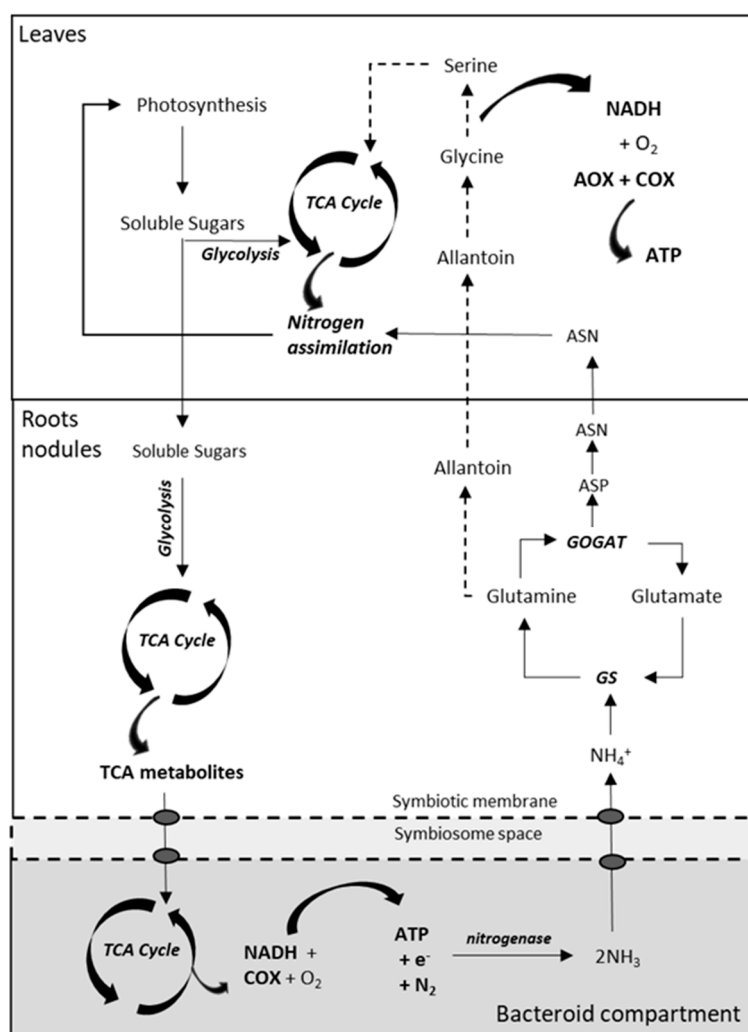 Leaves
Serine
Photosynthesis
NADH
+ O₂
AOX + COX
ATP
Glycine
TCA Cycle
Soluble Sugars
Glycolysis
Allantoin
Nitrogen
assimilation
ASN
Roots
nodules
Soluble Sugars
ASN
Allantoin
ASP
Glycolysis
GOGAT
Glutamine
Glutamate
TCA Cycle
GS
NH₄⁺
TCA metabolites
Symbiotic membrane
Symbiosome space
TCA Cycle
NADH +
COX + O₂
ATP
+ e⁻
+ N₂
nitrogenase
2NH₃
Bacteroid compartment